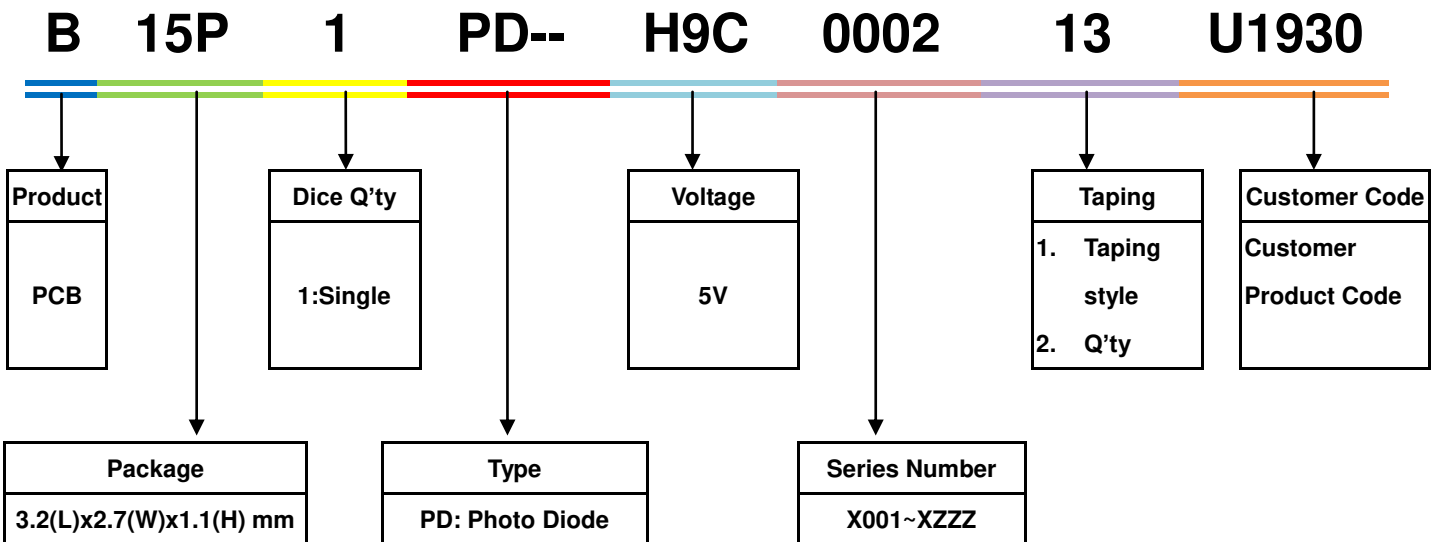 B 15P 1 PD-- H9C 0002 13 U1930
Product
PCB
Dice Q'ty
1:Single
Voltage
5V
Taping
1. Taping
style
2. Q'ty
Customer Code
Customer
Product Code
Package
3.2(L)x2.7(W)x1.1(H) mm
Type
PD: Photo Diode
Series Number
X001~XZZZ